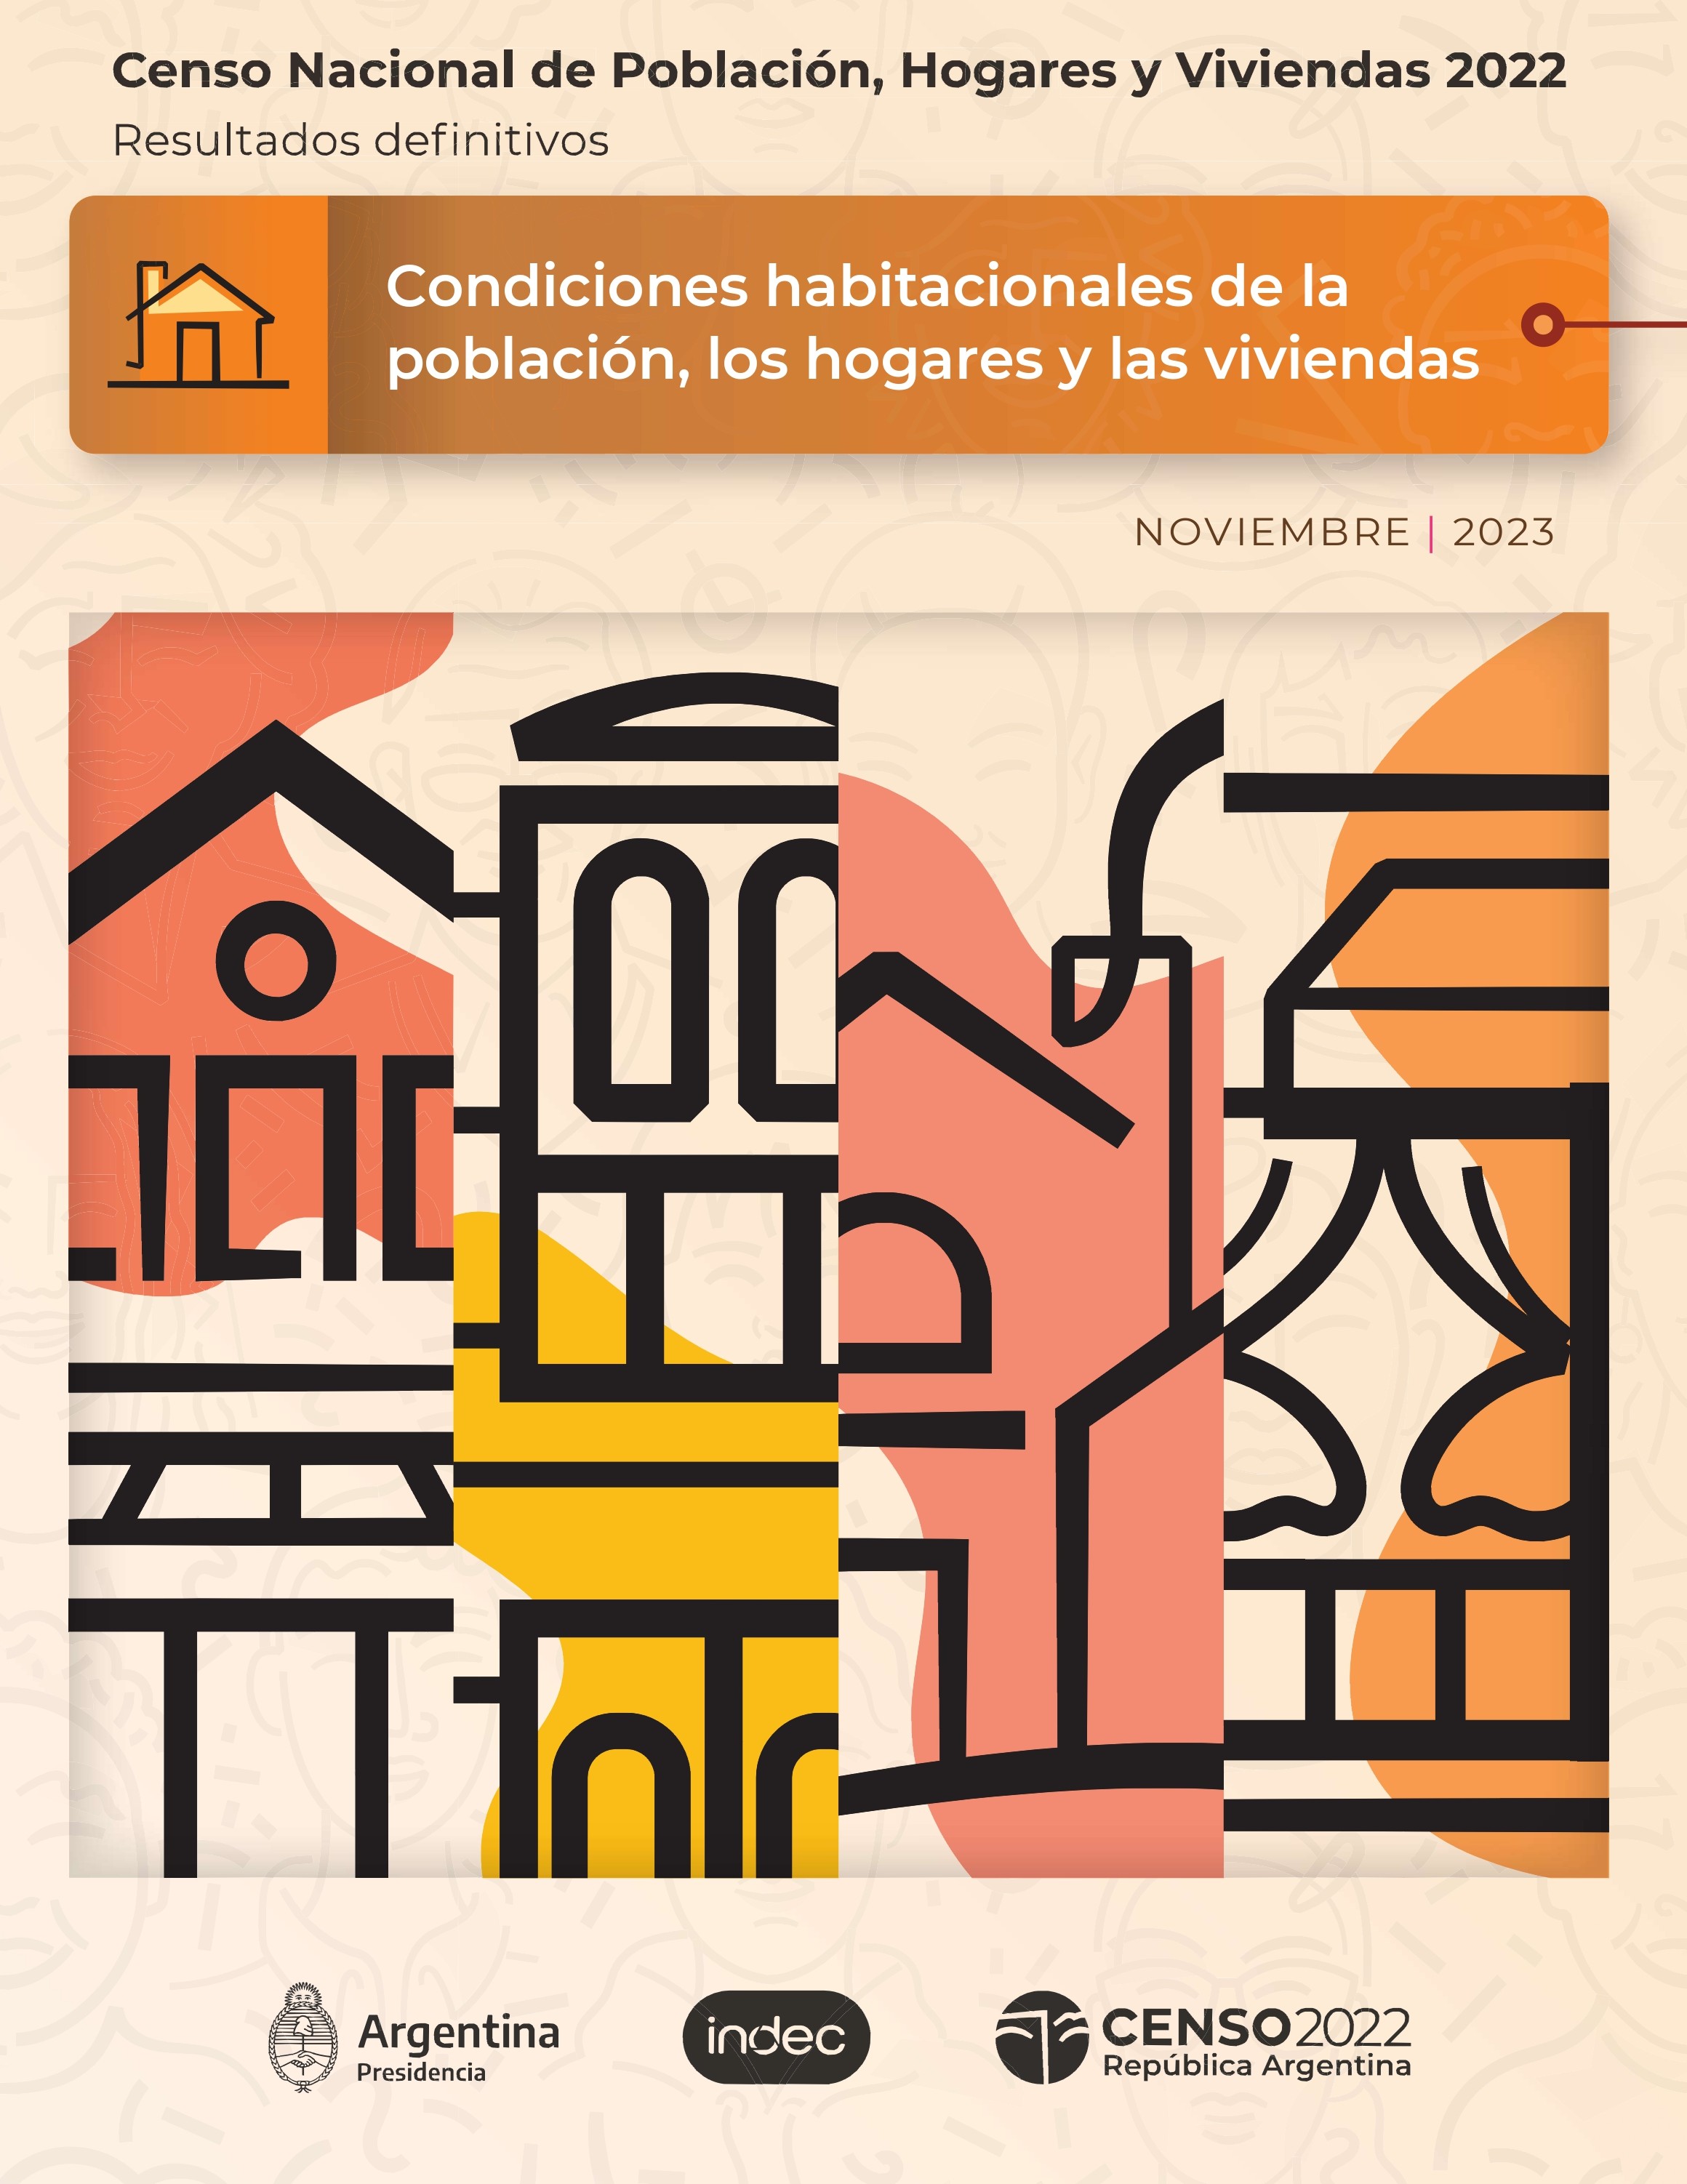 Censo Nacional de Población, Hogares y Viviendas 2022
Resultados definitivos
Condiciones habitacionales de la
población, los hogares y las viviendas
NOVIEMBRE | 2023
Argentina
Presidencia
indec
CENSO2022
República Argentina